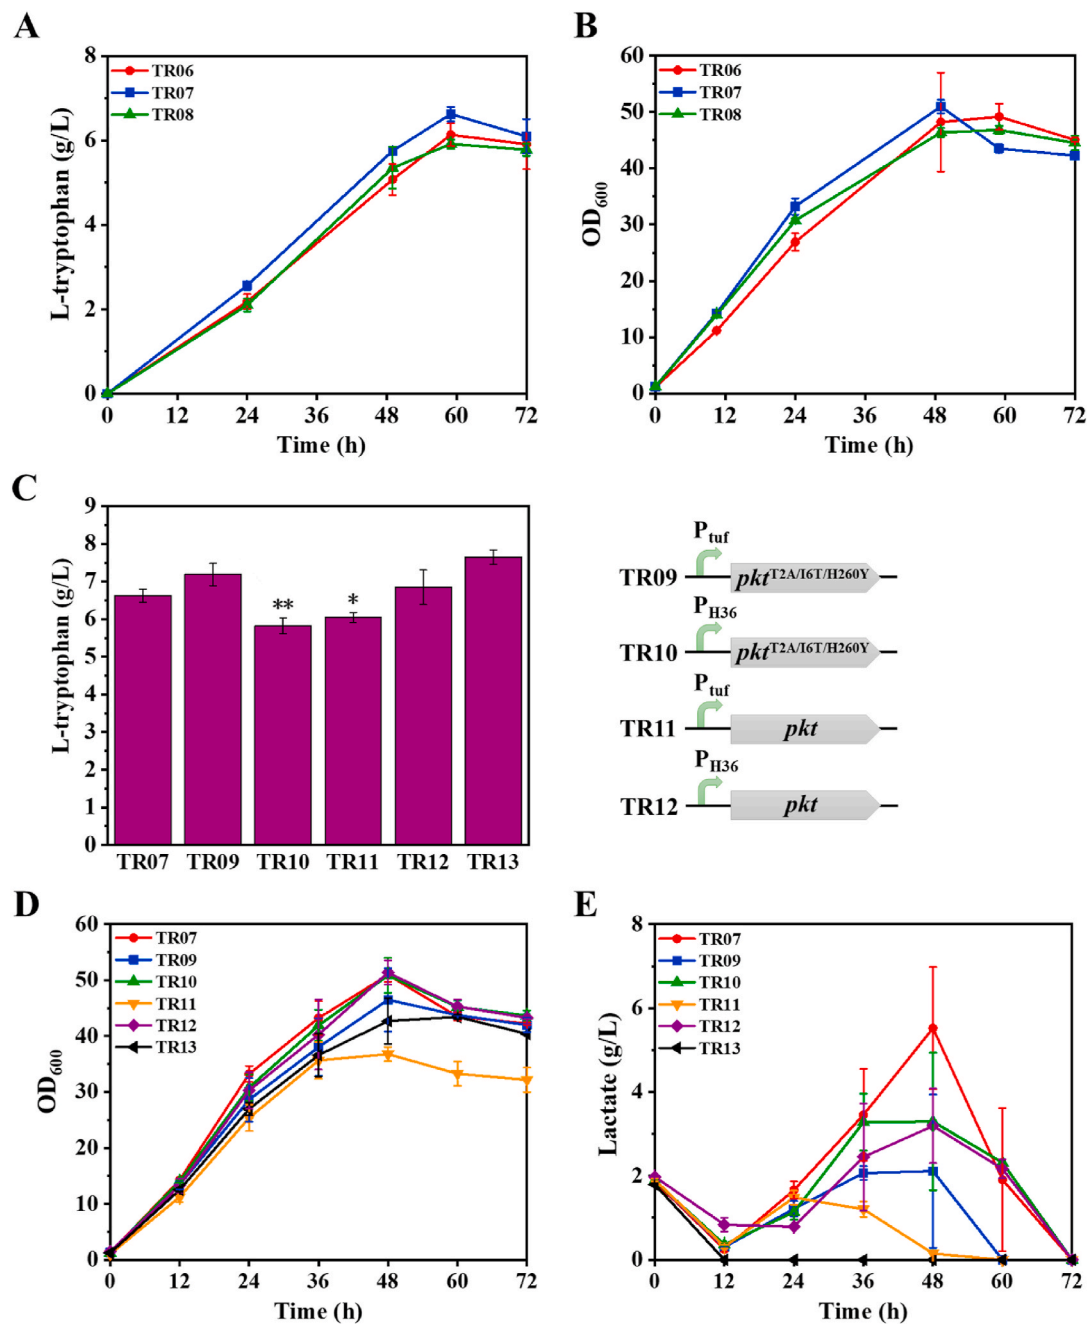 A
L-tryptophan (g/L)
8
6
4
2
0
TR06
TR07
TR08
0 12 24 36 48 60 72
Time (h)
B
OD600
60
50
40
30
20
10
0
TR06
TR07
TR08
0 12 24 36 48 60 72
Time (h)
C
L-tryptophan (g/L)
9
8
7
6
5
4
3
2
1
0
** *
TR07 TR09 TR10 TR11 TR12 TR13
Ptuf
TR09 pktT2A/I6T/H260Y
PH36
TR10 pktT2A/I6T/H260Y
Ptuf
TR11 pkt
PH36
TR12 pkt
D
OD600
60
50
40
30
20
10
0
TR07
TR09
TR10
TR11
TR12
TR13
0 12 24 36 48 60 72
Time (h)
E
Lactate (g/L)
8
6
4
2
0
TR07
TR09
TR10
TR11
TR12
TR13
0 12 24 36 48 60 72
Time (h)